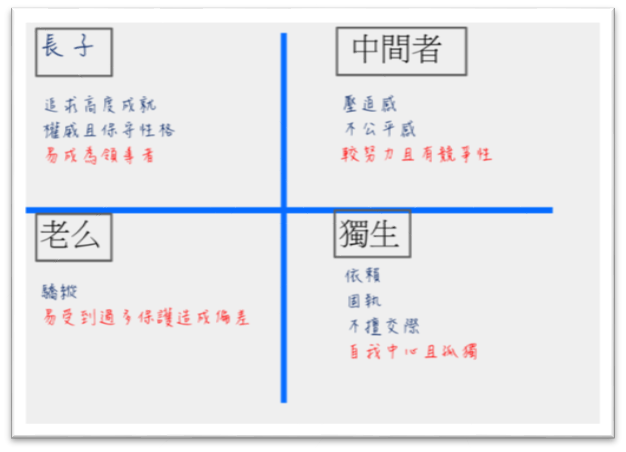 長子
追求高度成就
權威且保守性格
易成為領導者
中間者
壓迫感
不公平感
較努力且有競爭性
老么
驕縱
易受到過多保護造成偏差
獨生
依賴
固執
不擅交際
自我中心且孤獨